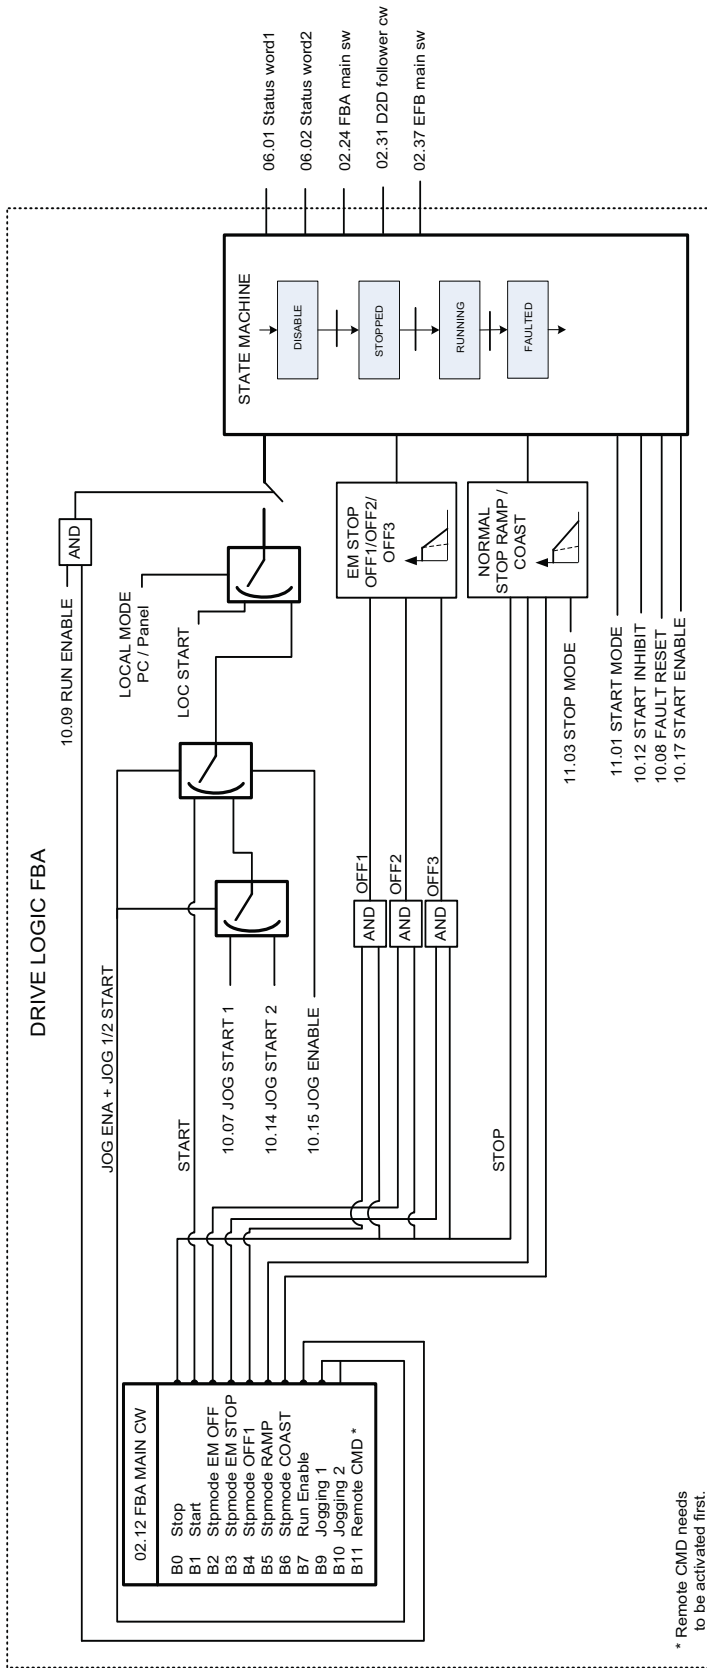 DRIVE LOGIC FBA
02.12 FBA MAIN CW
B0 Stop
B1 Start
B2 Stpmode EM OFF
B3 Stpmode EM STOP
B4 Stpmode OFF1
B5 Stpmode RAMP
B6 Stpmode COAST
B7 Run Enable
B9 Jogging 1
B10 Jogging 2
B11 Remote CMD *
* Remote CMD needs
to be activated first.
JOG ENA + JOG 1/2 START
START
10.07 JOG START 1
10.14 JOG START 2
10.15 JOG ENABLE
STOP
AND
OFF1
AND
OFF2
AND
OFF3
10.09 RUN ENABLE
AND
LOCAL MODE
PC / Panel
LOC START
EM STOP
OFF1/OFF2/
OFF3
NORMAL
STOP RAMP /
COAST
11.03 STOP MODE
11.01 START MODE
10.12 START INHIBIT
10.08 FAULT RESET
10.17 START ENABLE
STATE MACHINE
DISABLE
STOPPED
RUNNING
FAULTED
06.01 Status word1
06.02 Status word2
02.24 FBA main sw
02.31 D2D follower cw
02.37 EFB main sw